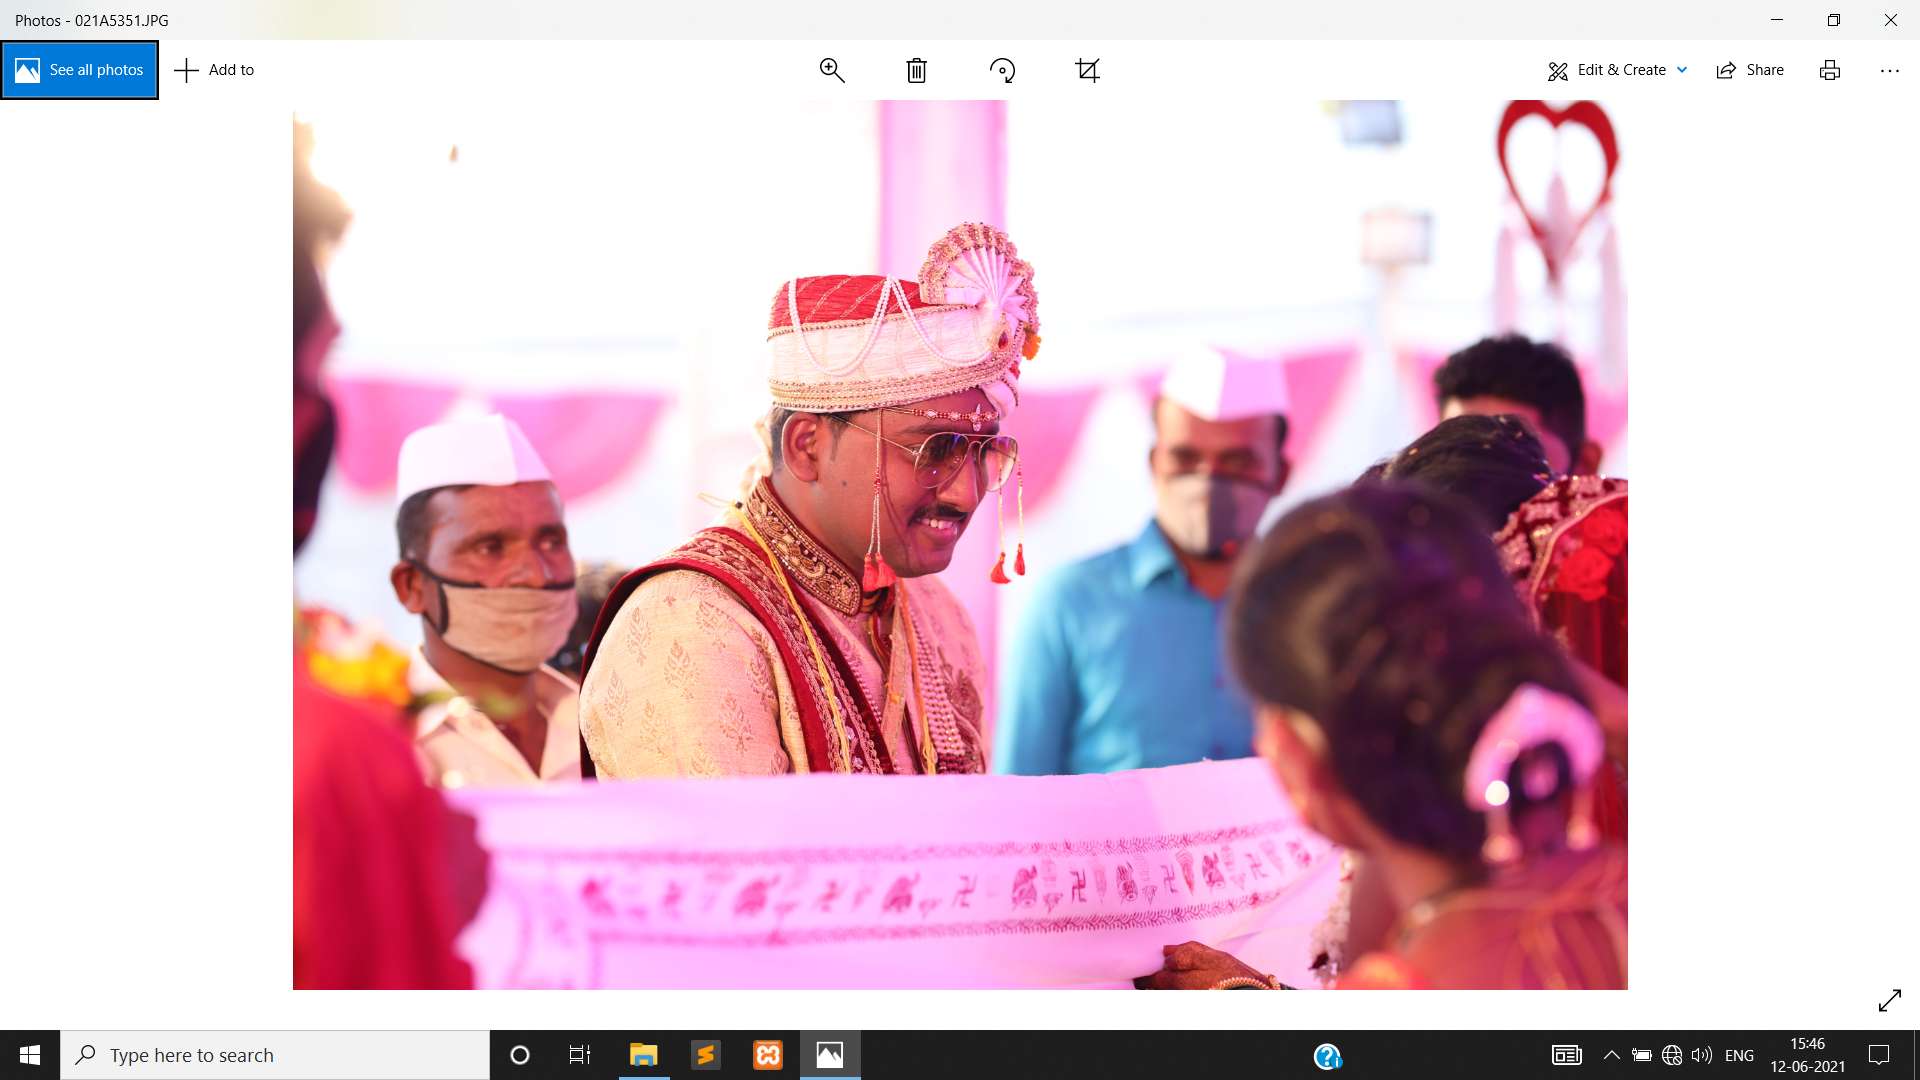 Photos - 021A5351.JPG
See all photos
Add to
Edit & Create
Share
Type here to search
ENG
15:46
12-06-2021